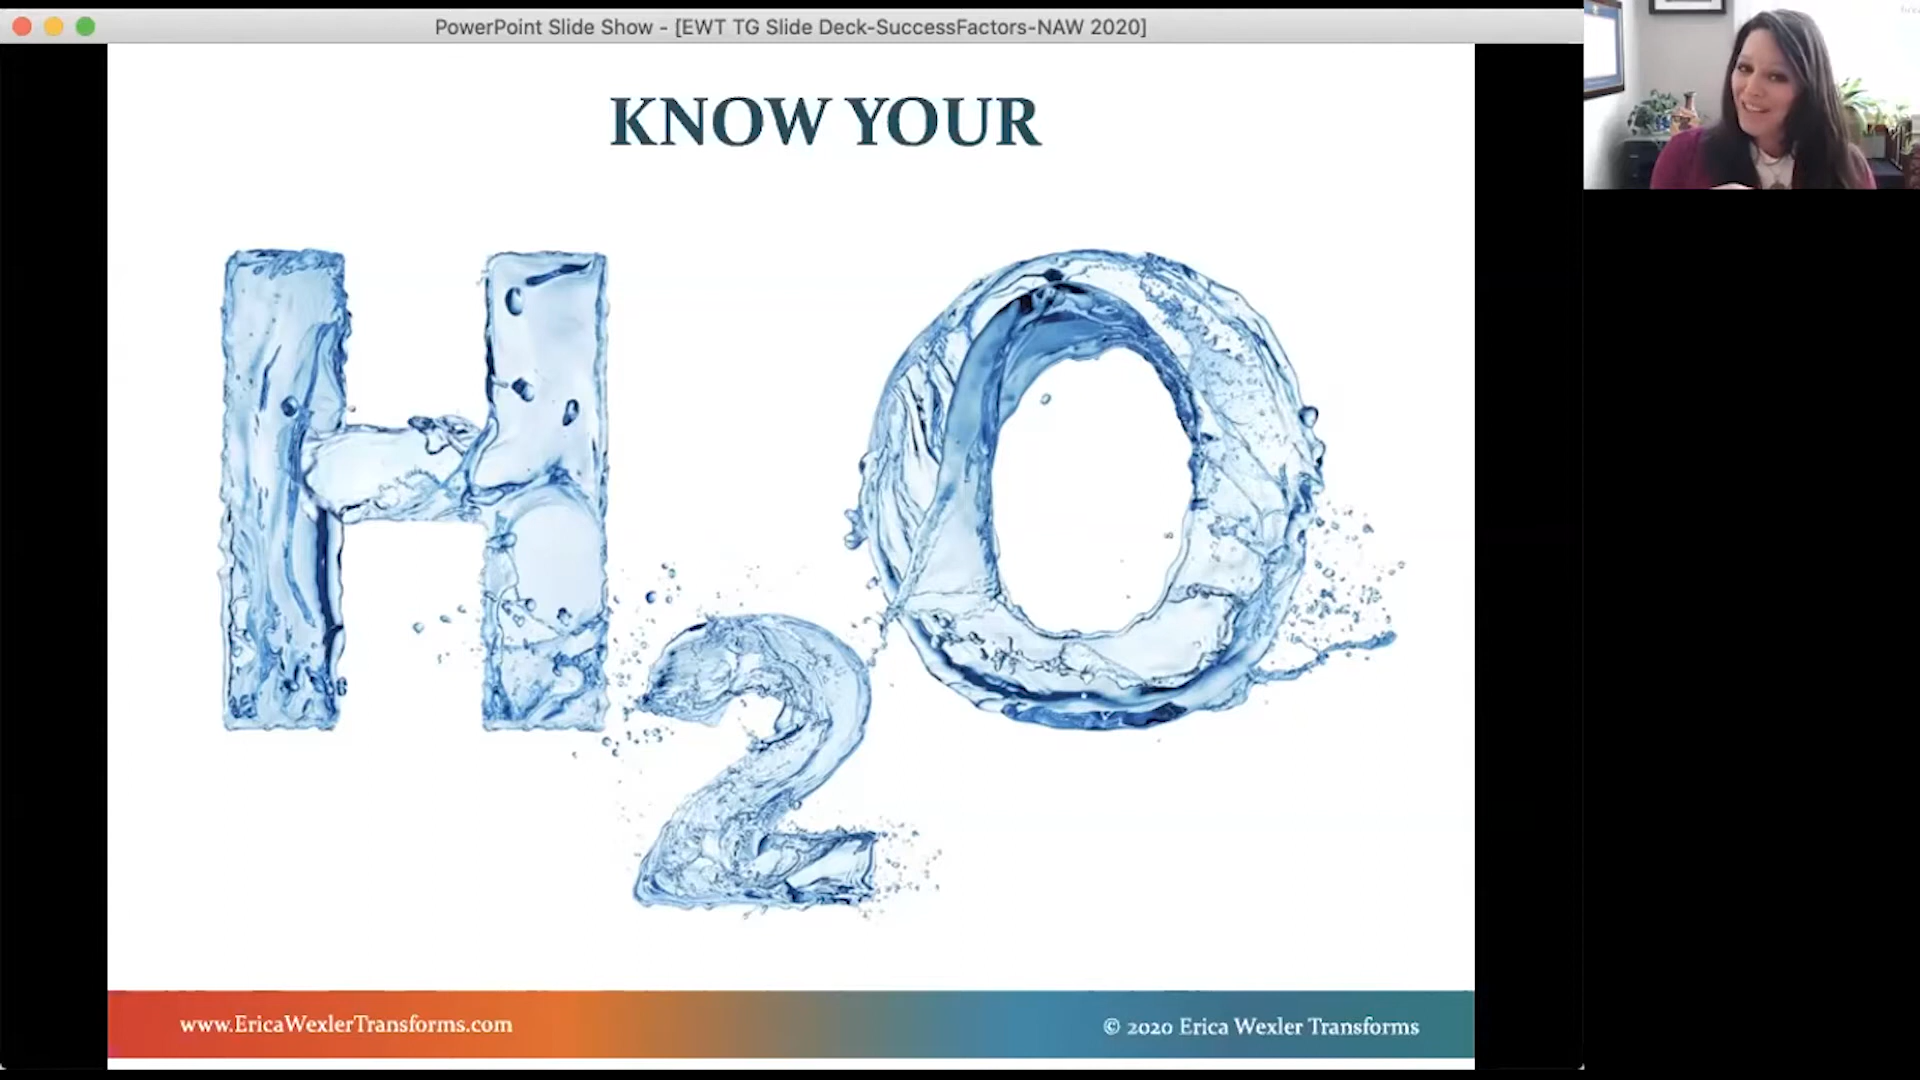 PowerPoint Slide Show - [EWT TG Slide Deck-SuccessFactors-NAW 2020]
KNOW YOUR
H2O
www.EricaWexlerTransforms.com
© 2020 Erica Wexler Transforms